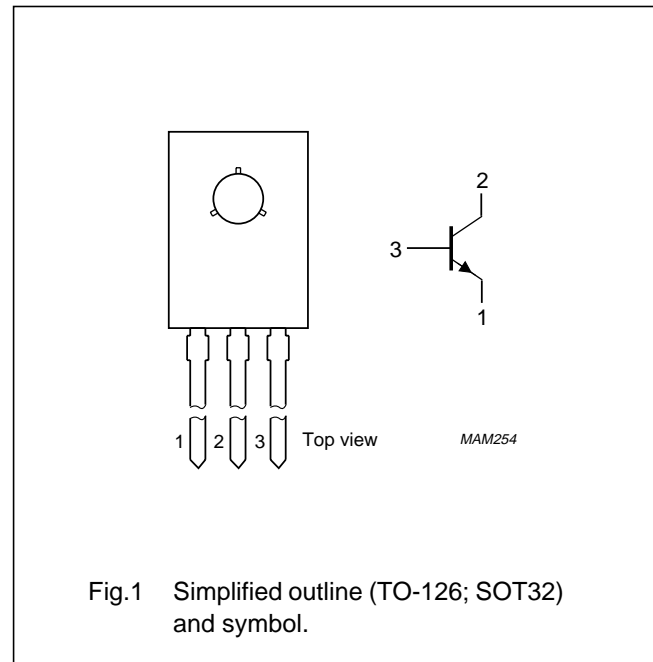 2
3
1
1 2 3 Top view MAM254
Fig.1 Simplified outline (TO-126; SOT32)
and symbol.